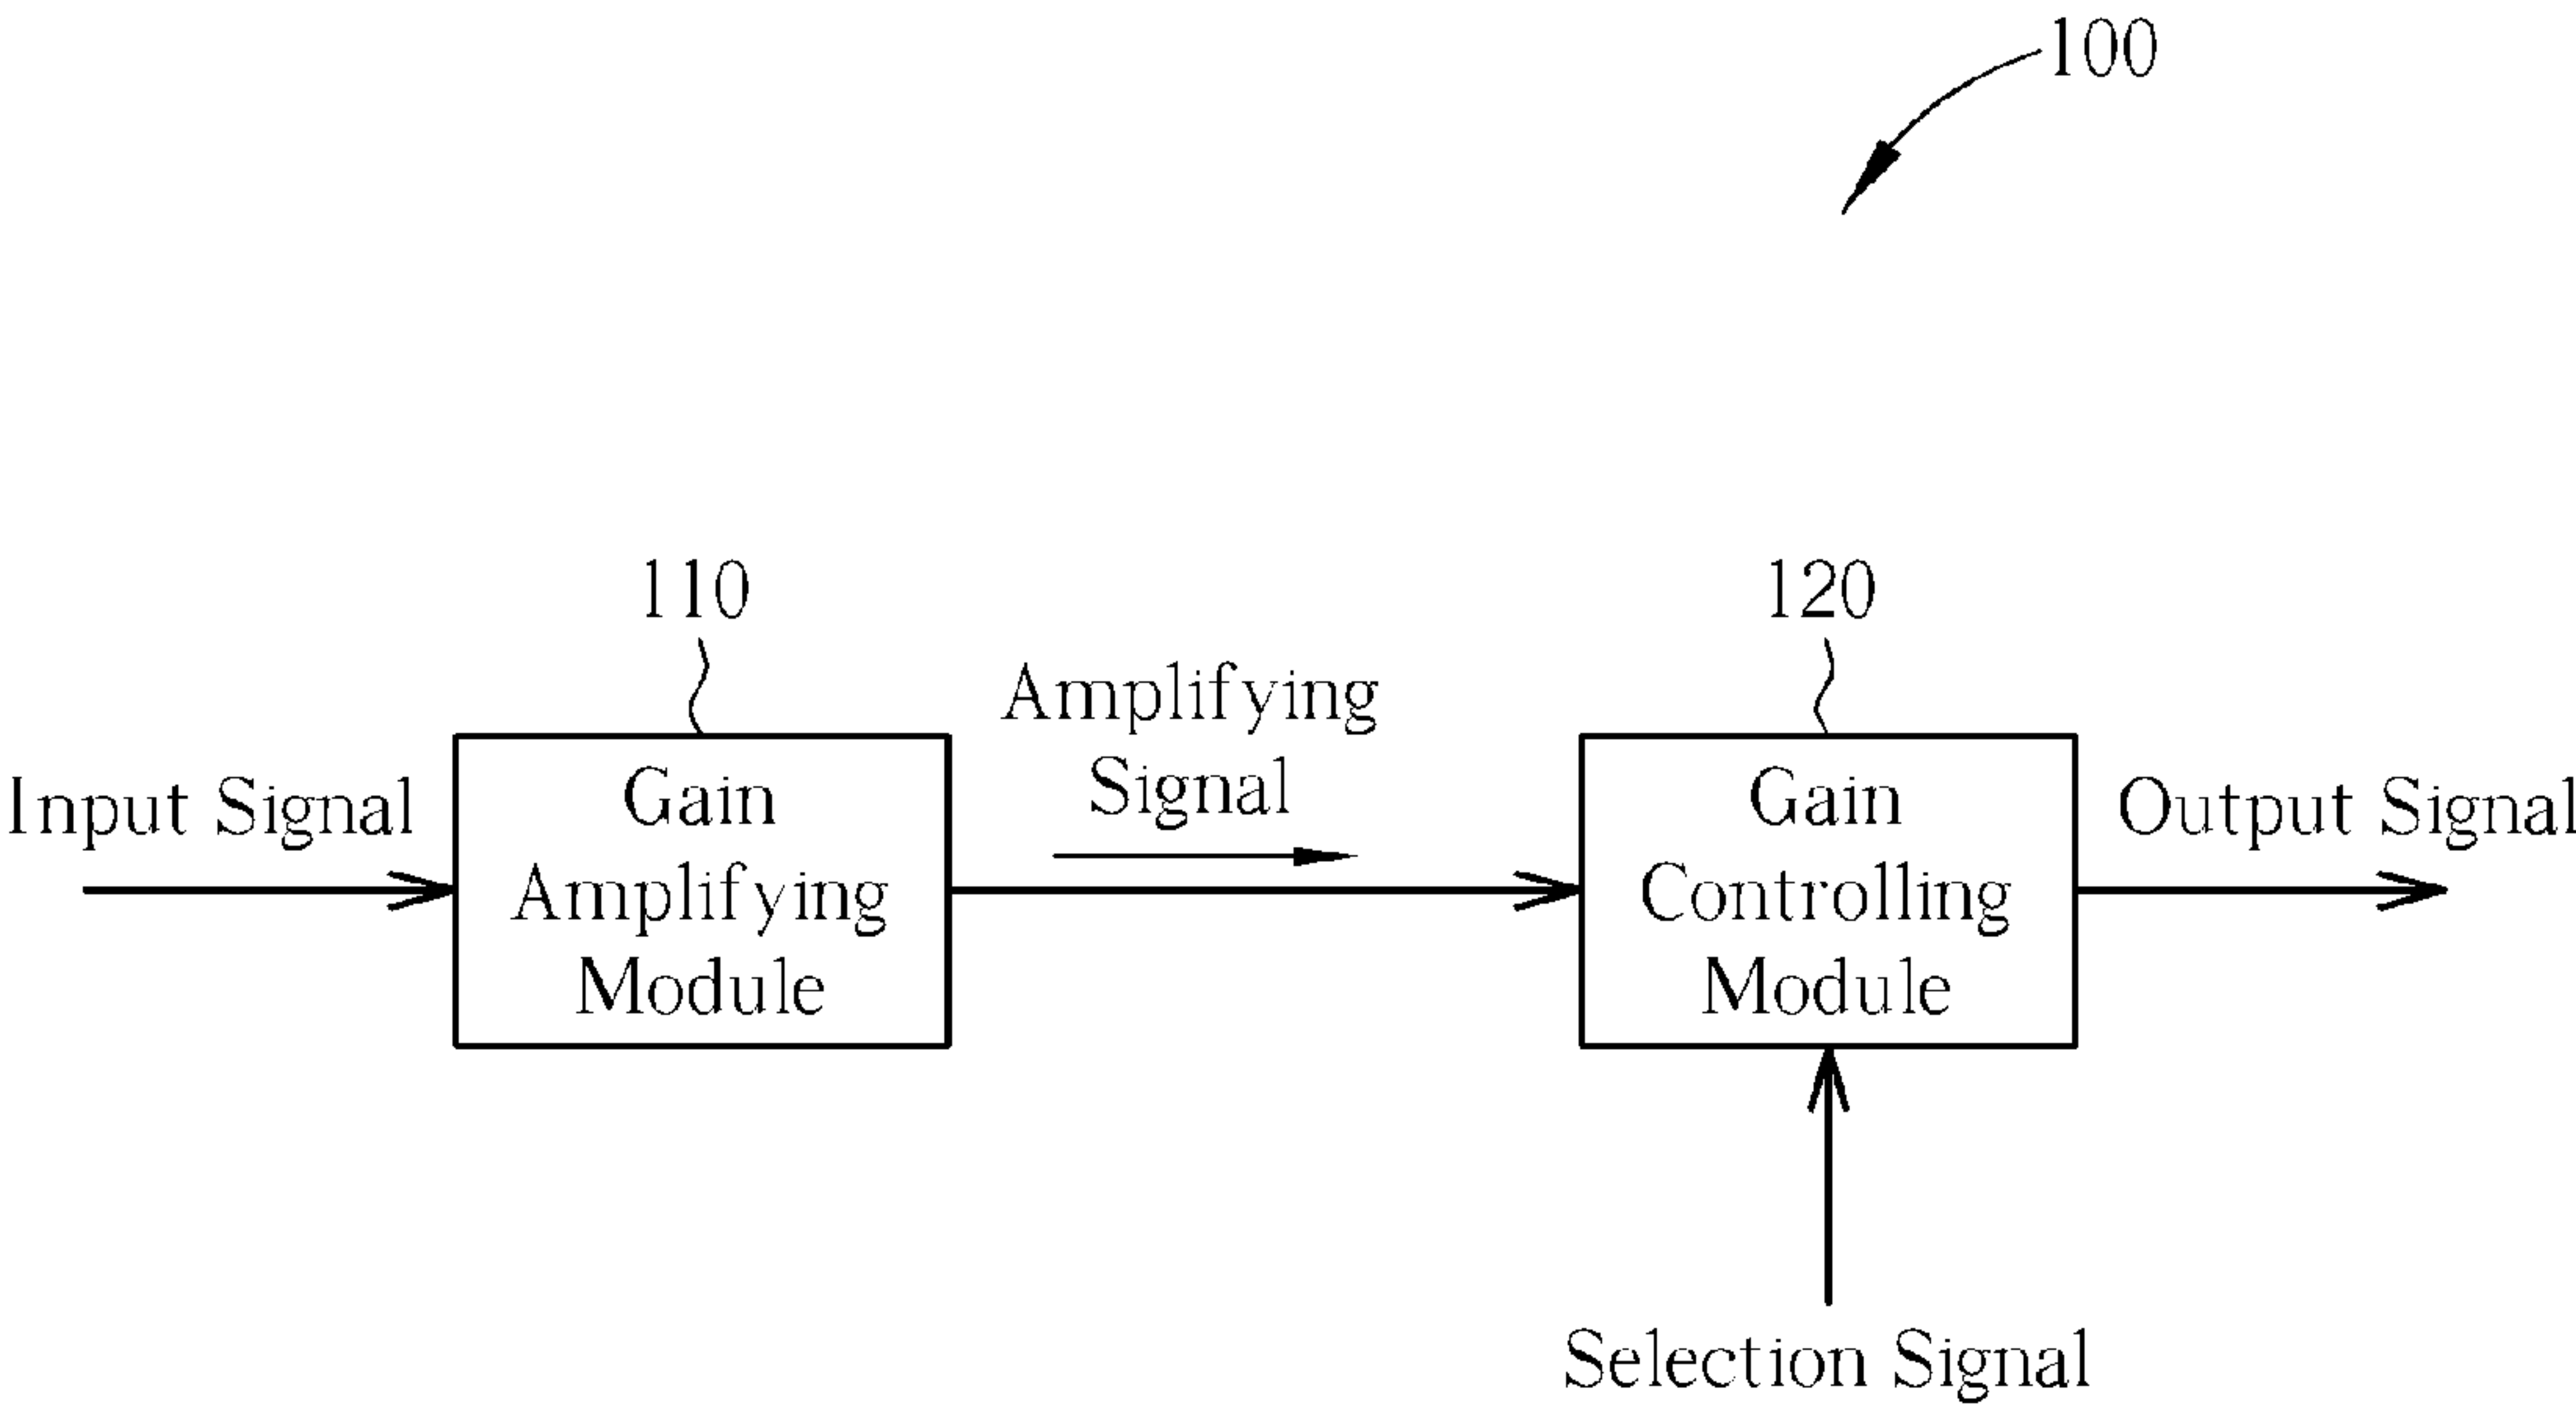 100
110
120
Amplifying
Signal
Input Signal
Gain
Amplifying
Module
Gain
Controlling
Module
Output Signal
Selection Signal